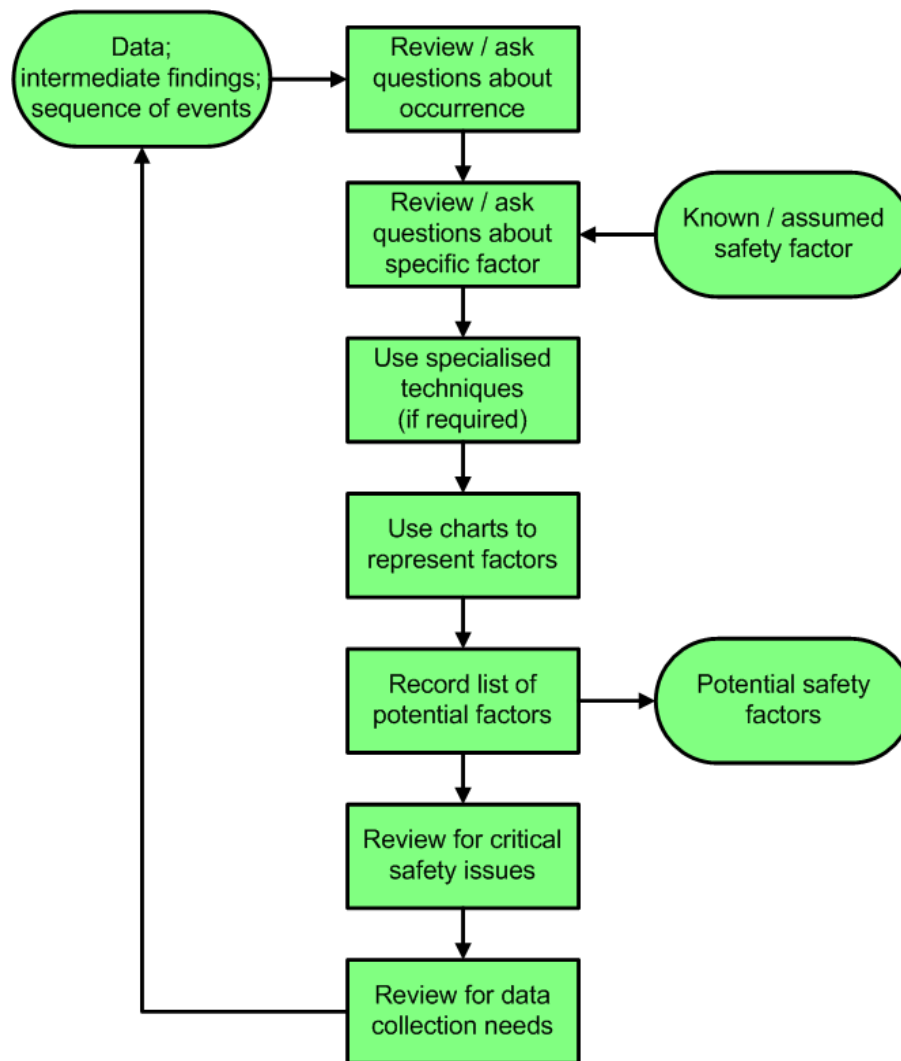 Data;
intermediate findings;
sequence of events
Review / ask
questions about
occurrence
Review / ask
questions about
specific factor
Known / assumed
safety factor
Use specialised
techniques
(if required)
Use charts to
represent factors
Record list of
potential factors
Potential safety
factors
Review for critical
safety issues
Review for data
collection needs